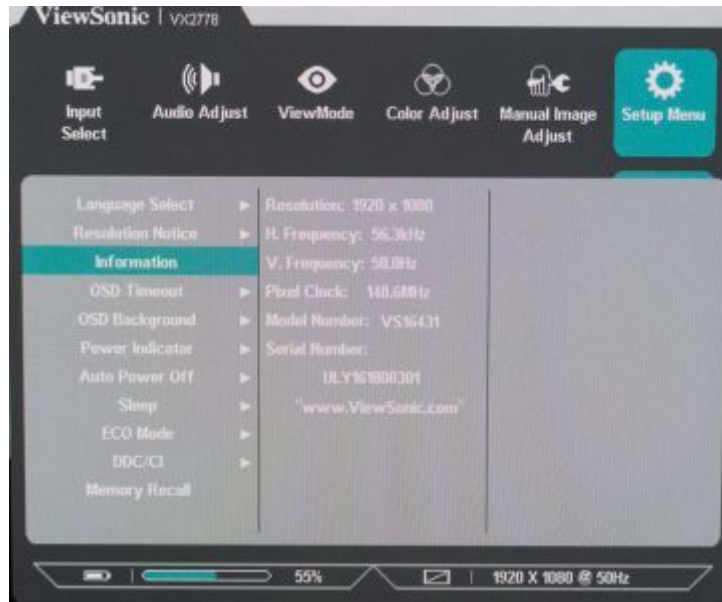 ViewSonic | VX2778
Input
Select
Audio Adjust
ViewMode
Color Adjust
Manual Image
Adjust
Setup Menu
Language Select
Resolution Notice
Information
OSD Timeout
OSD Background
Power Indicator
Auto Power Off
Sleep
ECO Mode
DDC/CI
Memory Recall
Resolution: 1920 x 1080
H. Frequency: 56.3kHz
V. Frequency: 50.0Hz
Pixel Clock: 148.6MHz
Model Number: VS16431
Serial Number:
"www.ViewSonic.com"
55%
1920 X 1080 @ 50Hz